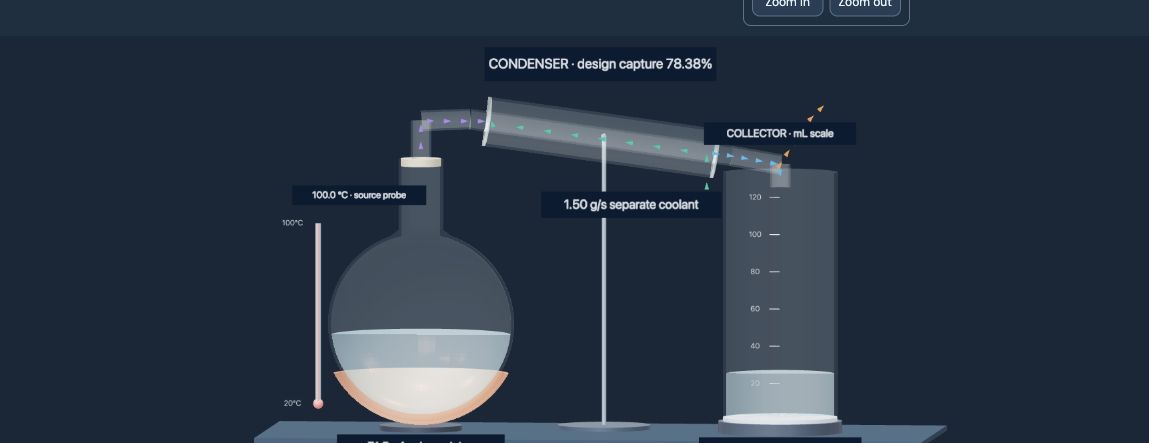 Zoom in
Zoom out
CONDENSER · design capture 78.38%
COLLECTOR · mL scale
100.0 °C · source probe
1.50 g/s separate coolant
100°C
20°C
120
100
80
60
40
20